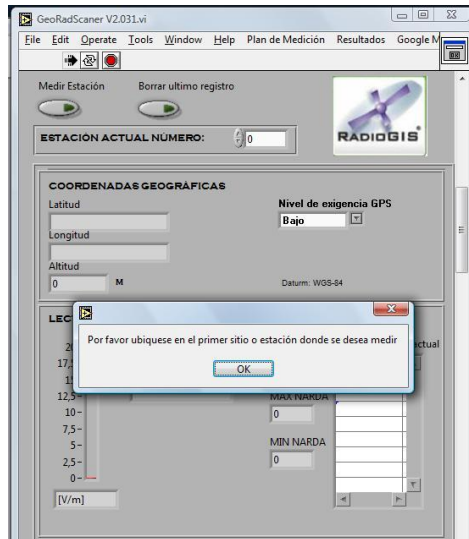 GeoRadScaner V2.031.vi
File Edit Operate Tools Window Help Plan de Medición Resultados Google M
Medir Estación Borrar ultimo registro
ESTACIÓN ACTUAL NÚMERO: 0
RADIOGIS
COORDENADAS GEOGRÁFICAS
Latitud
Nivel de exigencia GPS
Bajo
Longitud
Altitud
0 M
Daturm: WGS-84
LEC
Por favor ubiquese en el primer sitio o estación donde se desea medir
OK
ctual
17,
12,5
MAX NARDA
10
0
7,5
5
MIN NARDA
2,5
0
0
[V/m]